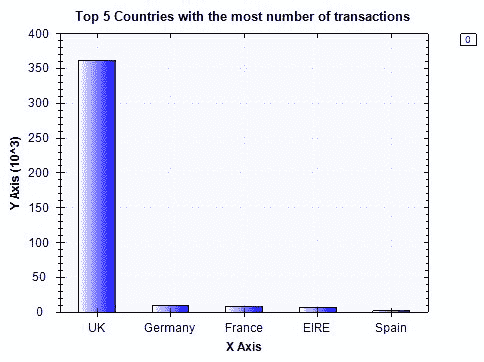 Top 5 Countries with the most number of transactions
0
Y Axis (10^3)
400
350
300
250
200
150
100
50
0
UK Germany France EIRE Spain
X Axis